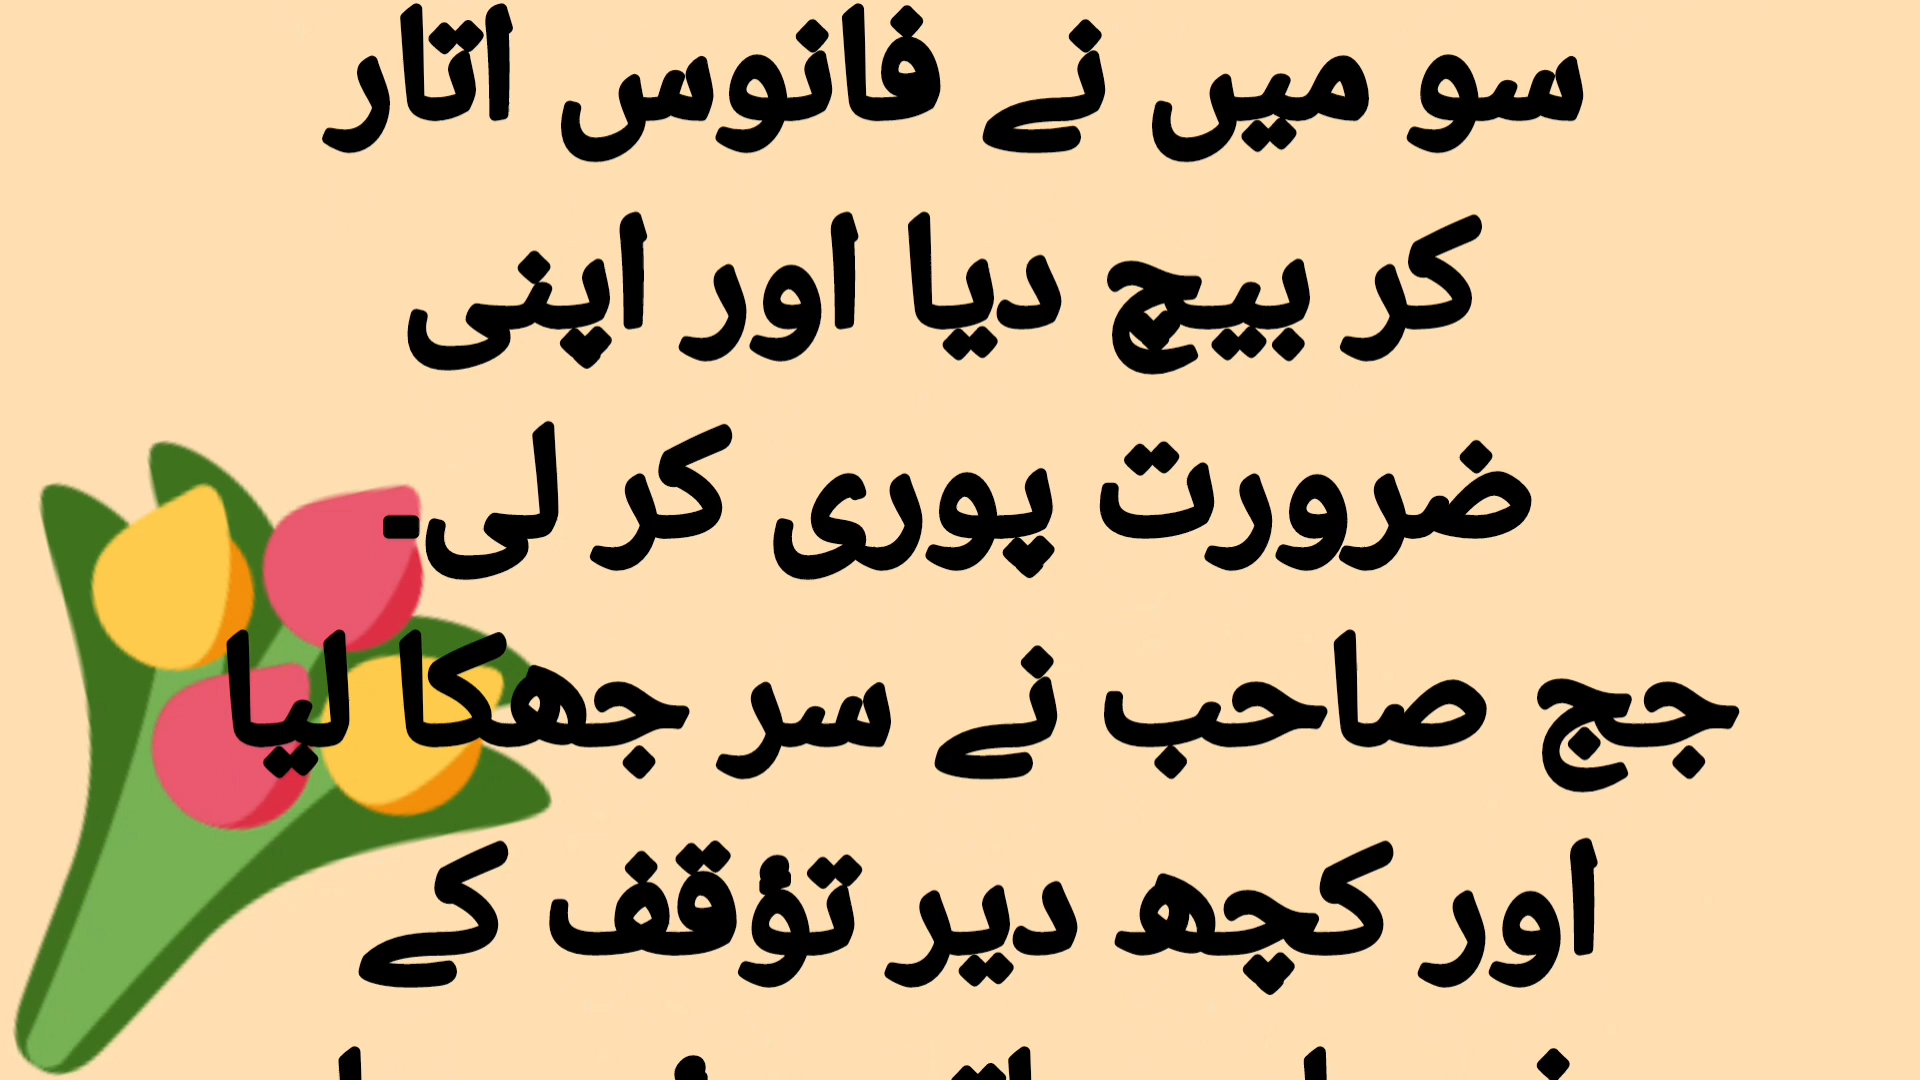 سو میں نے فانوس اتار
کر بیچ دیا اور اپنی
ضرورت پوری کر لی-
جج صاحب نے سر جھکا لیا
اور کچھ دیر تؤقف کے